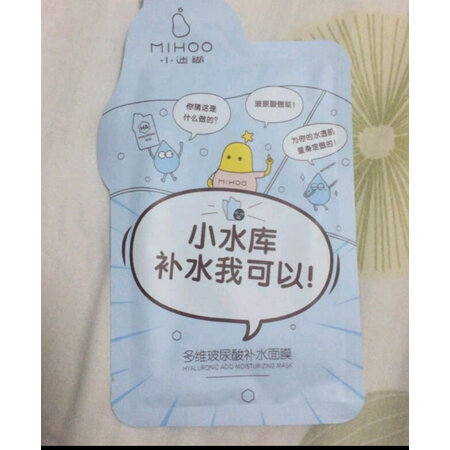 MIHOO
小迷糊
你猜这是
什么做的?
玻尿酸做哒!
为你的水透肌
量身定做的!
HA
MIHOO
小水库
补水我可以!
多维玻尿酸补水面膜
HYALURONIC ACID MOISTURIZING MASK